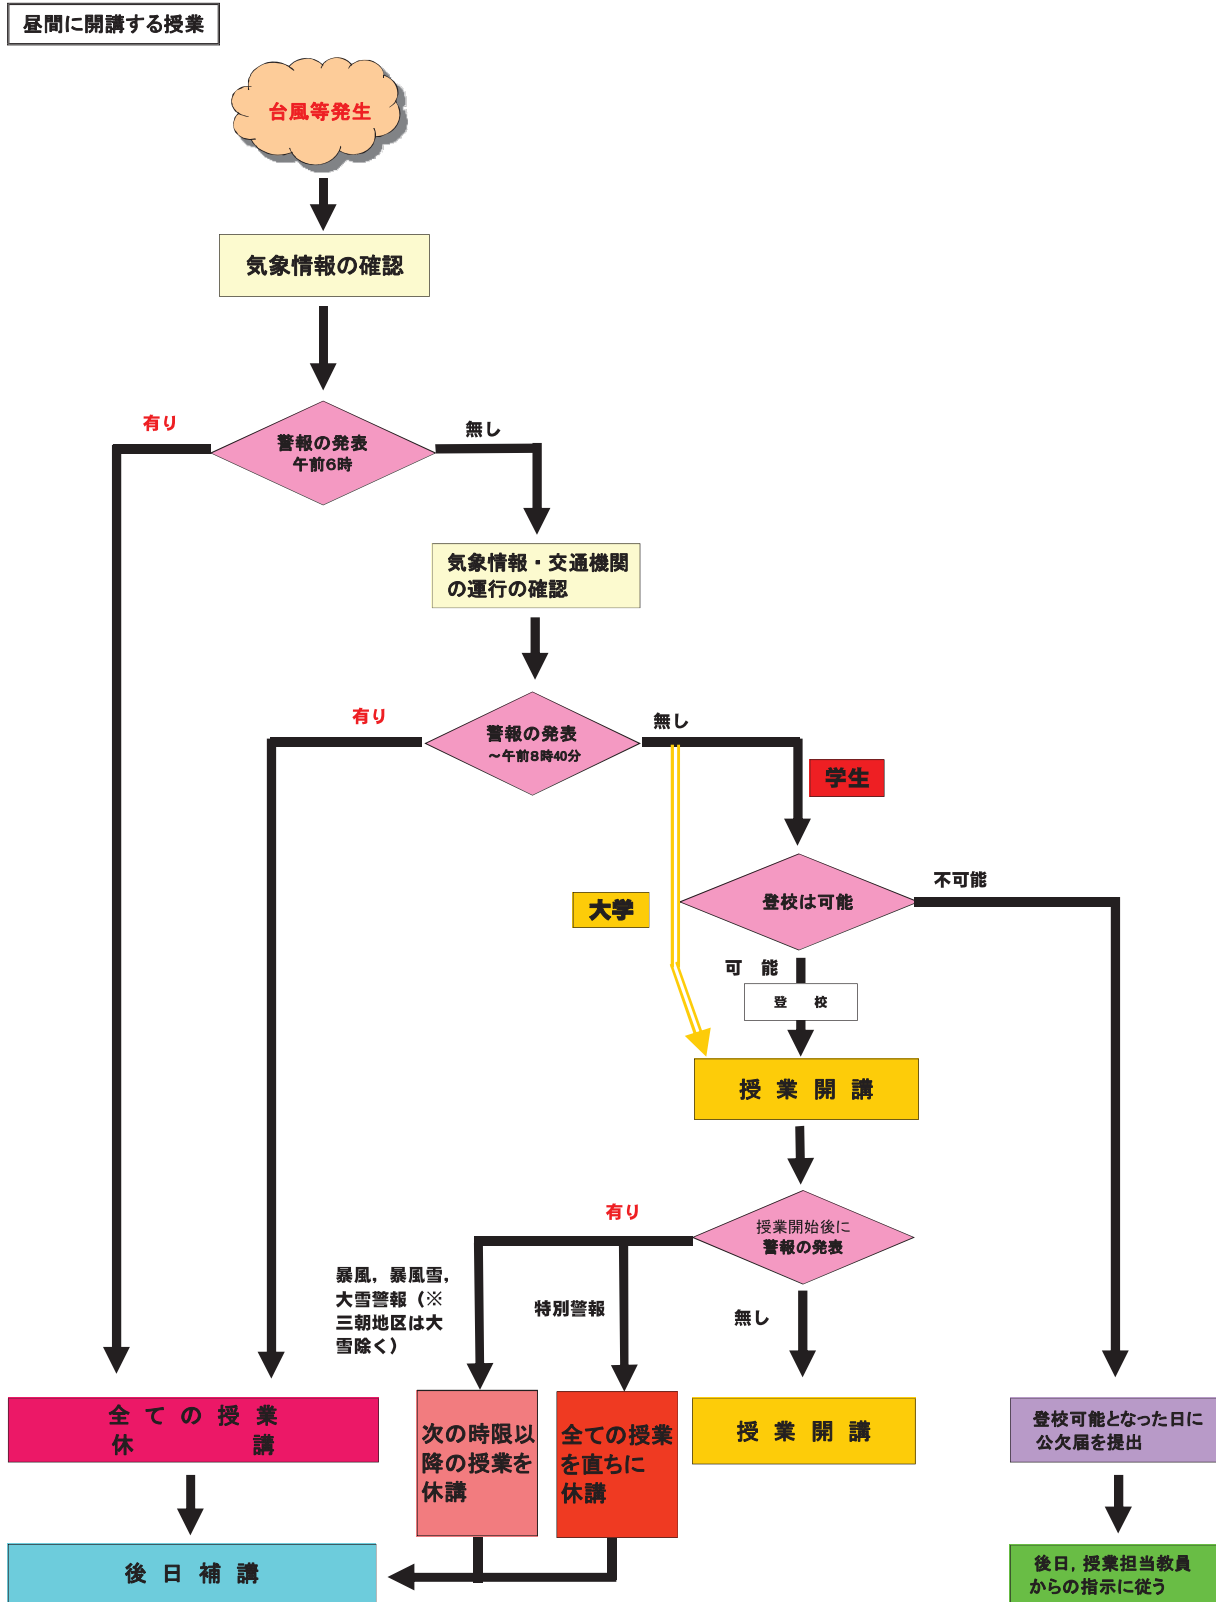 昼間に開講する授業
台風等発生
気象情報の確認
有り
無し
警報の発表
午前6時
気象情報・交通機関
の運行の確認
有り
無し
警報の発表
～午前8時40分
学生
大学
登校は可能
不可能
可　能
登　校
授 業 開 講
有り
授業開始後に
警報の発表
暴風，暴風雪，
大雪警報（※
三朝地区は大
雪除く）
特別警報
無し
全 て の 授 業
休　　　　　講
次の時限以
降の授業を
休講
全ての授業
を直ちに
休講
授 業 開 講
登校可能となった日に
公欠届を提出
後 日 補 講
後日，授業担当教員
からの指示に従う